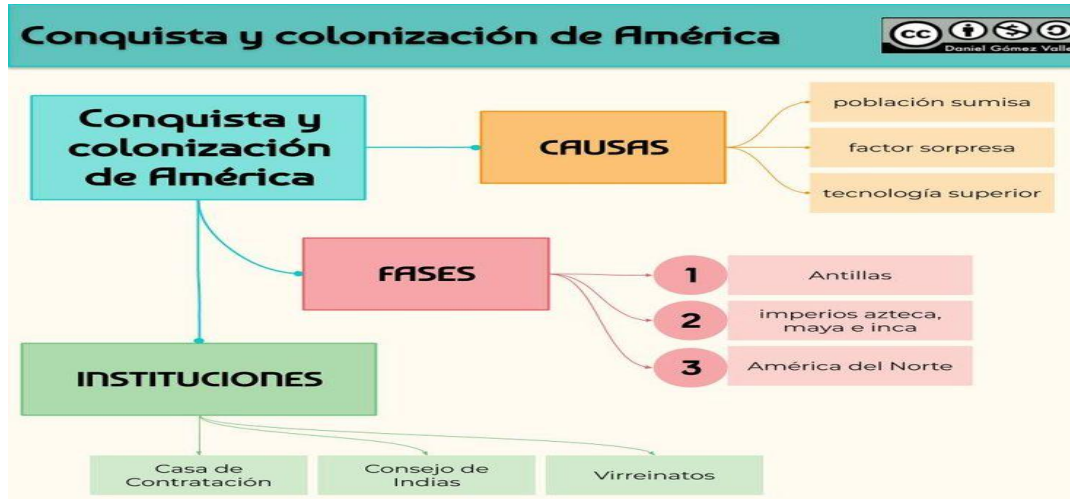 Conquista y colonización de América
cc
Daniel Gómez Valle
Conquista y
colonización
de América
CAUSAS
población sumisa
factor sorpresa
tecnología superior
FASES
1
Antillas
2
imperios azteca,
maya e inca
3
América del Norte
INSTITUCIONES
Casa de
Contratación
Consejo de
Indias
Virreinatos